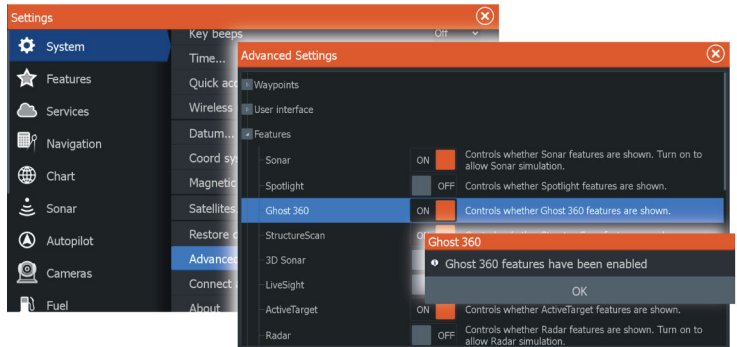 Settings
System
Features
Services
Navigation
Chart
Sonar
Autopilot
Cameras
Fuel
Key beeps
Off
Time...
Quick acc
Wireless
Datum...
Coord sy
Magnetic
Satellites
Restore
Advanced
Connect
About
Advanced Settings
Waypoints
User interface
Features
Sonar
ON
Controls whether Sonar features are shown. Turn on to
allow Sonar simulation.
Spotlight
OFF
Controls whether Spotlight features are shown.
Ghost 360
ON
Controls whether Ghost 360 features are shown.
StructureScan
3D Sonar
LiveSight
ActiveTarget
ON
Controls whether ActiveTarget features are shown.
Radar
OFF
Controls whether Radar features are shown. Turn on to
allow Radar simulation.
Ghost 360
Ghost 360 features have been enabled
OK